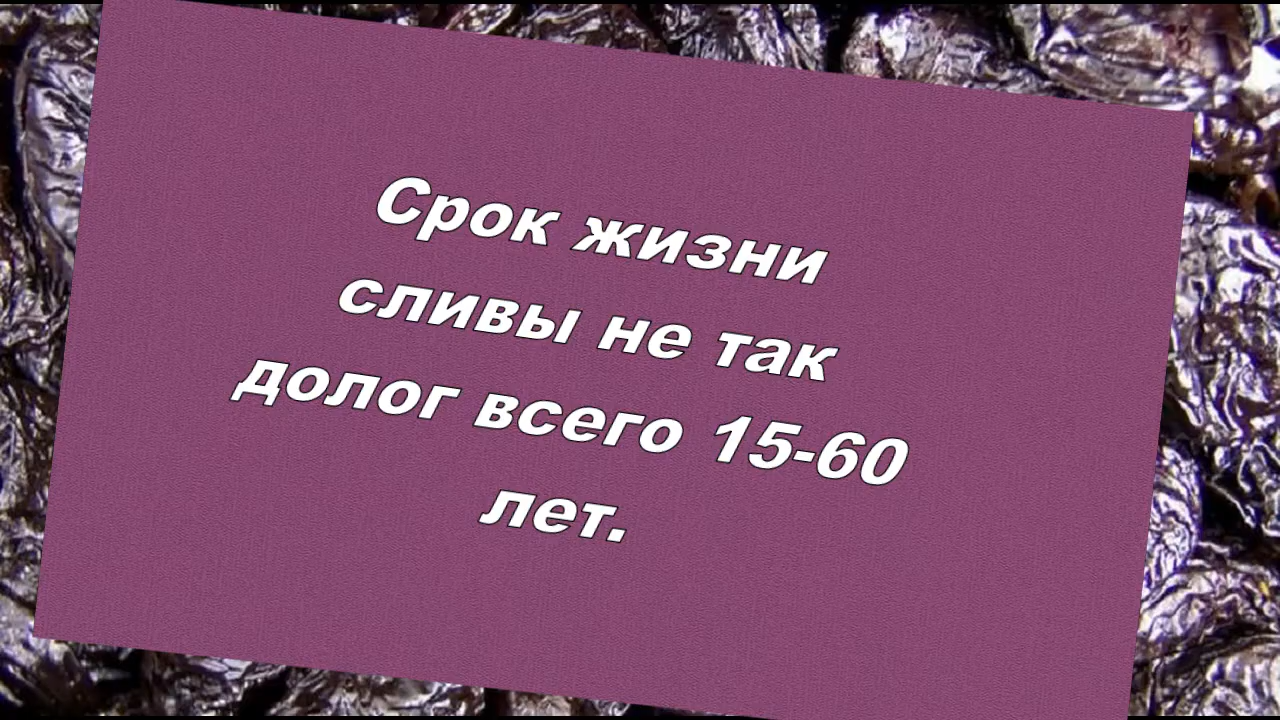 Срок жизни
сливы не так
долог всего 15-60
лет.